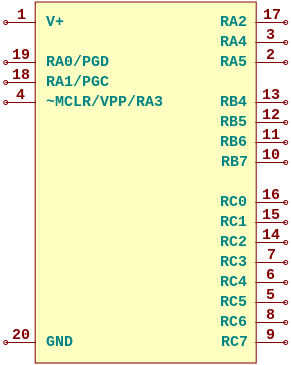 1 V+ RA2 17
RA4 3
19 RA0/PGD RA5 2
18 RA1/PGC
4 ~MCLR/VPP/RA3 RB4 13
RB5 12
RB6 11
RB7 10
RC0 16
RC1 15
RC2 14
RC3 7
RC4 6
RC5 5
RC6 8
20 GND RC7 9